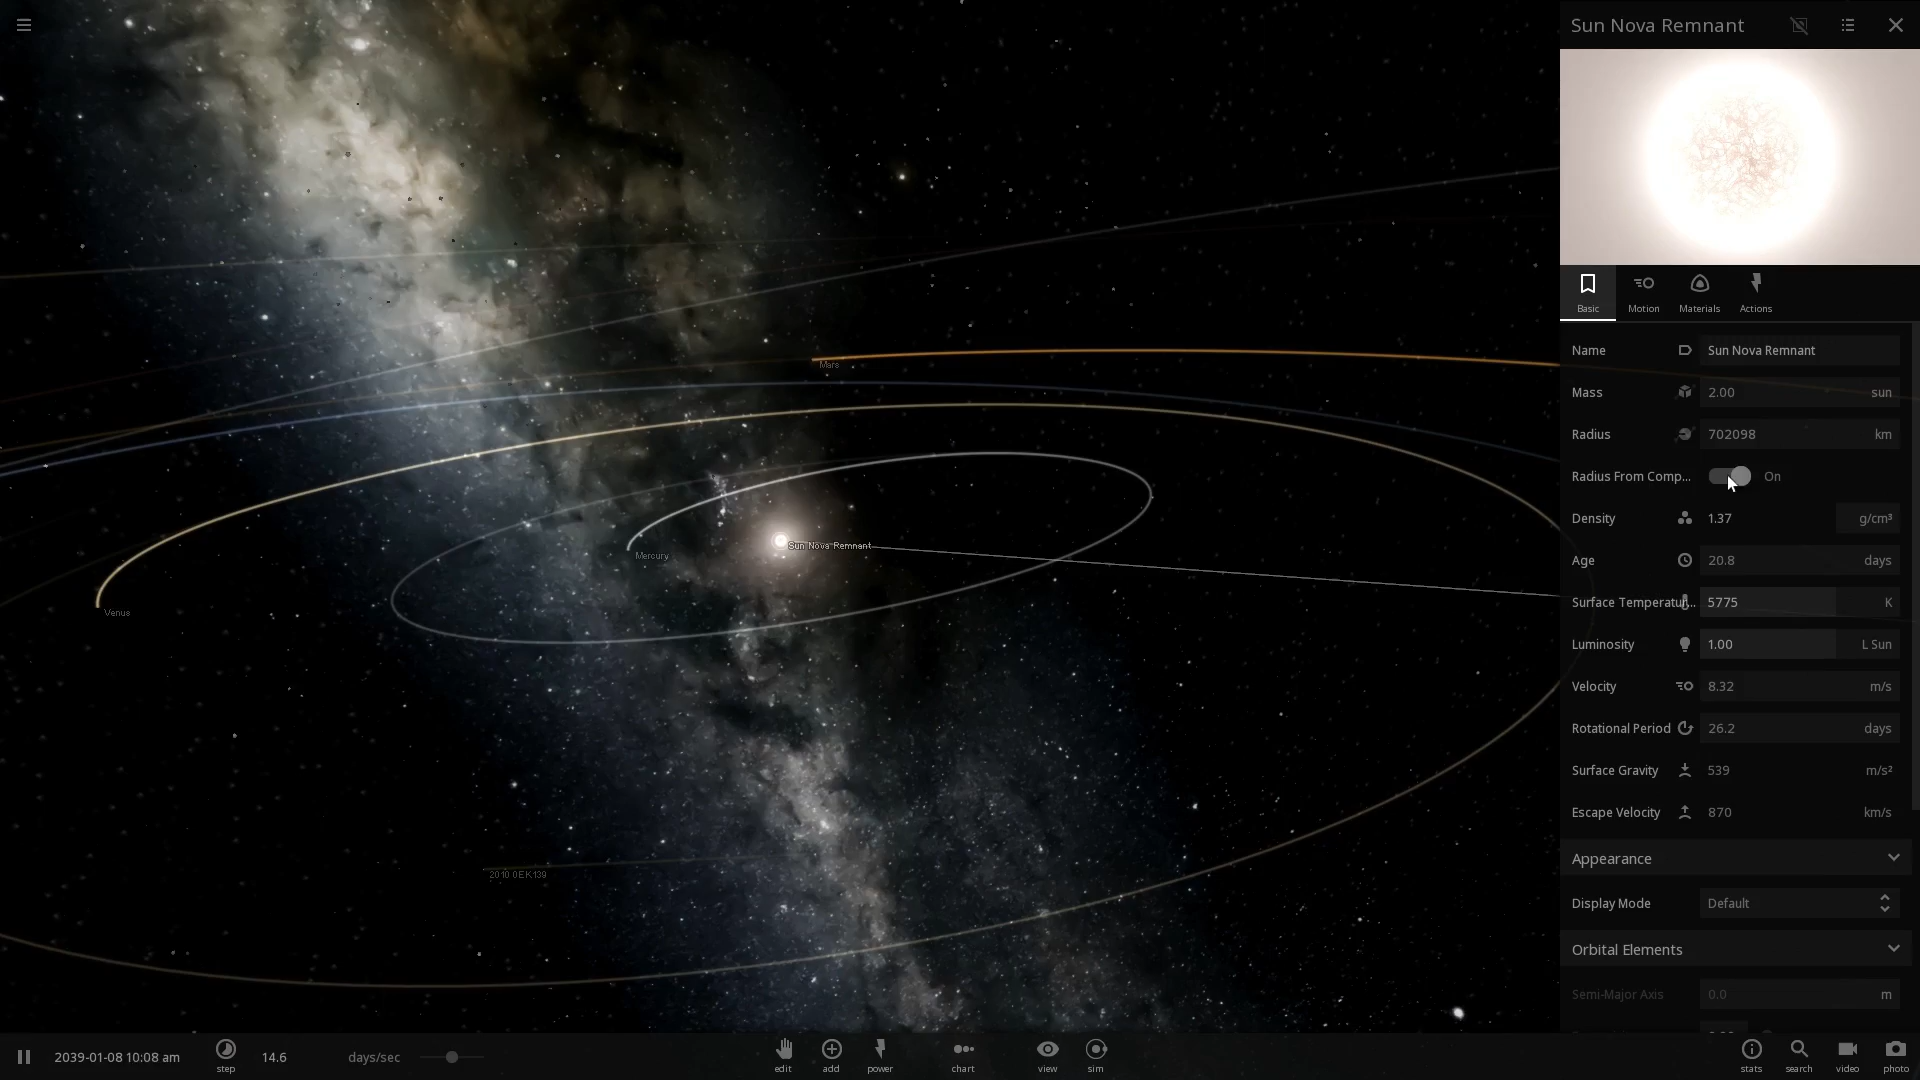 Sun Nova Remnant
Basic
Motion
Materials
Actions
Name Sun Nova Remnant
Mass 2.00 sun
Radius 702098 km
Radius From Comp... On
Density 1.37 g/cm³
Age 20.8 days
Surface Temperatur... 5775 K
Luminosity 1.00 L Sun
Velocity 8.32 m/s
Rotational Period 26.2 days
Surface Gravity 539 m/s²
Escape Velocity 870 km/s
Appearance
Display Mode Default
Orbital Elements
Semi-Major Axis 0.0 m
Mars
Sun Nova Remnant
Mercury
Venus
2039-01-08 10:08 am
step
14.6 days/sec
edit
add
power
chart
view
sim
stats
search
video
photo